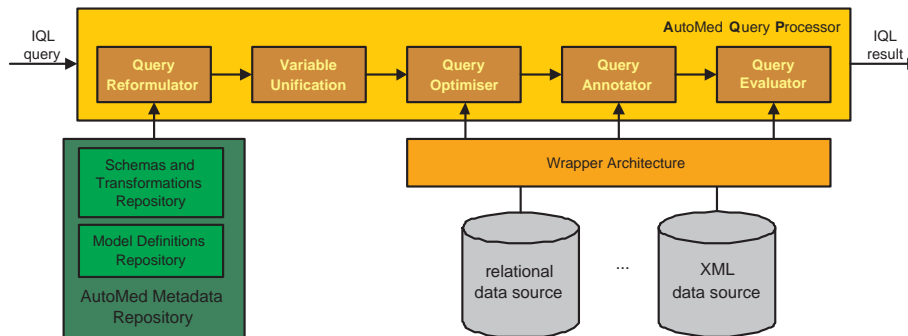 AutoMed Query Processor
IQL
query
IQL
result
Query
Reformulator
Variable
Unification
Query
Optimiser
Query
Annotator
Query
Evaluator
Schemas and
Transformations
Repository
Model Definitions
Repository
AutoMed Metadata
Repository
Wrapper Architecture
relational
data source
...
XML
data source